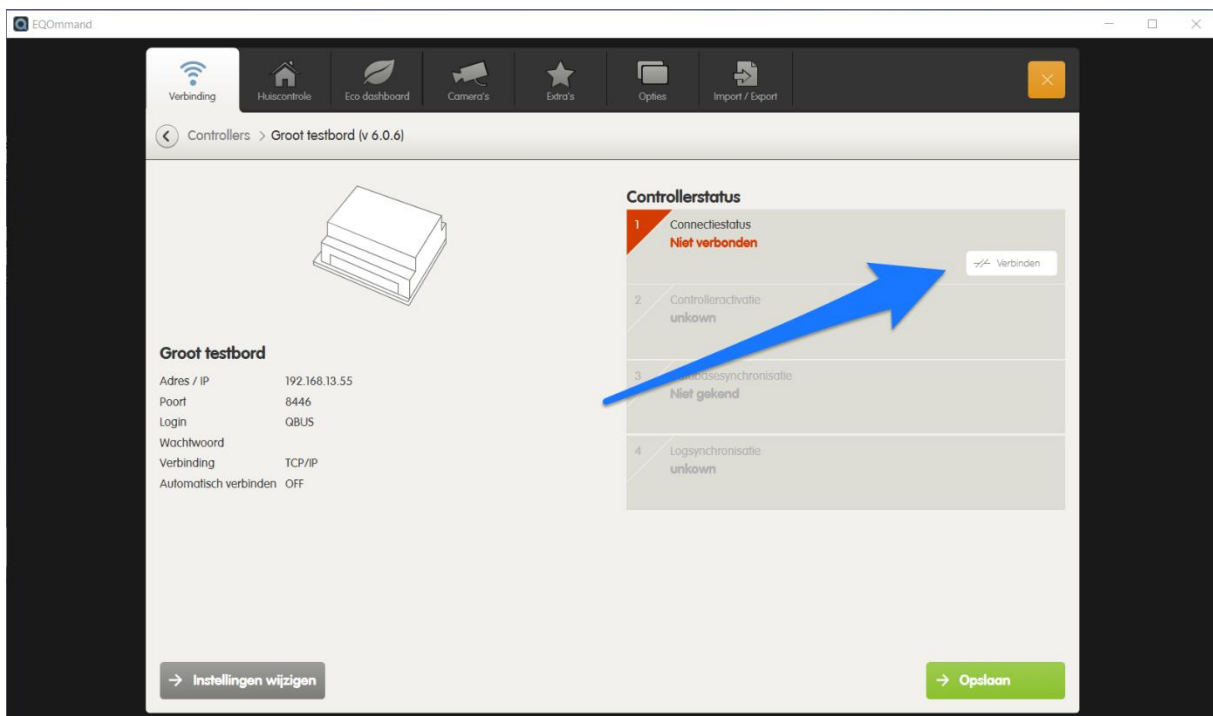 EQOmmand
Verbinding
Huiscontrole
Eco dashboard
Camera's
Extra's
Opties
Import / Export
Controllers > Groot testbord (v 6.0.6)
Controllerstatus
1 Connectiestatus
Niet verbonden
Verbinden
2 Controlleractivatie
unkown
3
Niet gekend
4 Logsynchronisatie
unkown
Groot testbord
Adres / IP 192.168.13.55
Poort 8446
Login QBUS
Wachtwoord
Verbinding TCP/IP
Automatisch verbinden OFF
Instellingen wijzigen
Opslaan